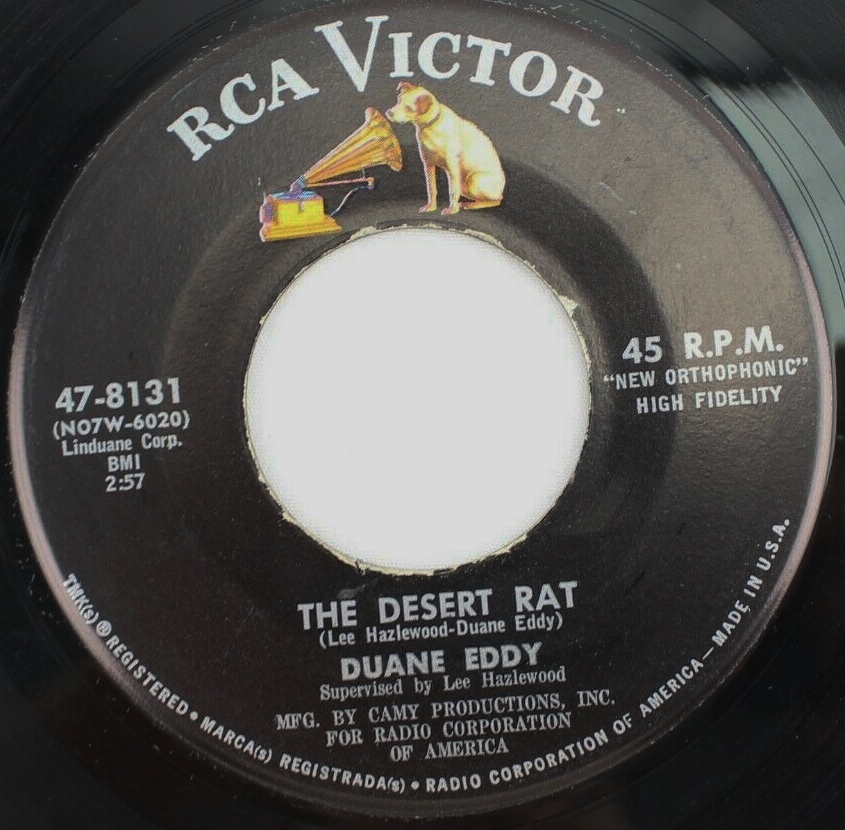 RCA VICTOR
45 R.P.M.
"NEW ORTHOPHONIC"
HIGH FIDELITY
47-8131
(NO7W-6020)
Linduane Corp.
BMI
2:57
THE DESERT RAT
(Lee Hazlewood-Duane Eddy)
DUANE EDDY
Supervised by Lee Hazlewood
MFG. BY CAMY PRODUCTIONS, INC.
FOR RADIO CORPORATION
OF AMERICA
TMK(s) ® REGISTERED • MARCA(s) REGISTRADA(s) • RADIO CORPORATION OF AMERICA — MADE IN U.S.A.